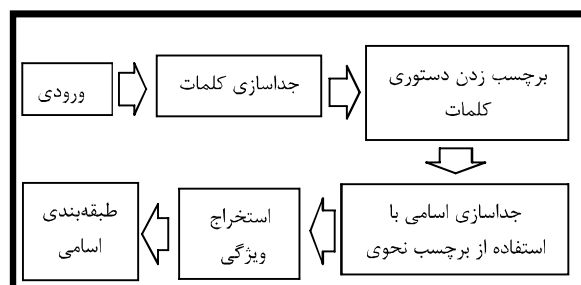 ورودی
جداسازی کلمات
برچسب زدن دستوری
کلمات
جداسازی اسامی با
استفاده از برچسب نحوی
استخراج
ویژگی
طبقه‌بندی
اسامی